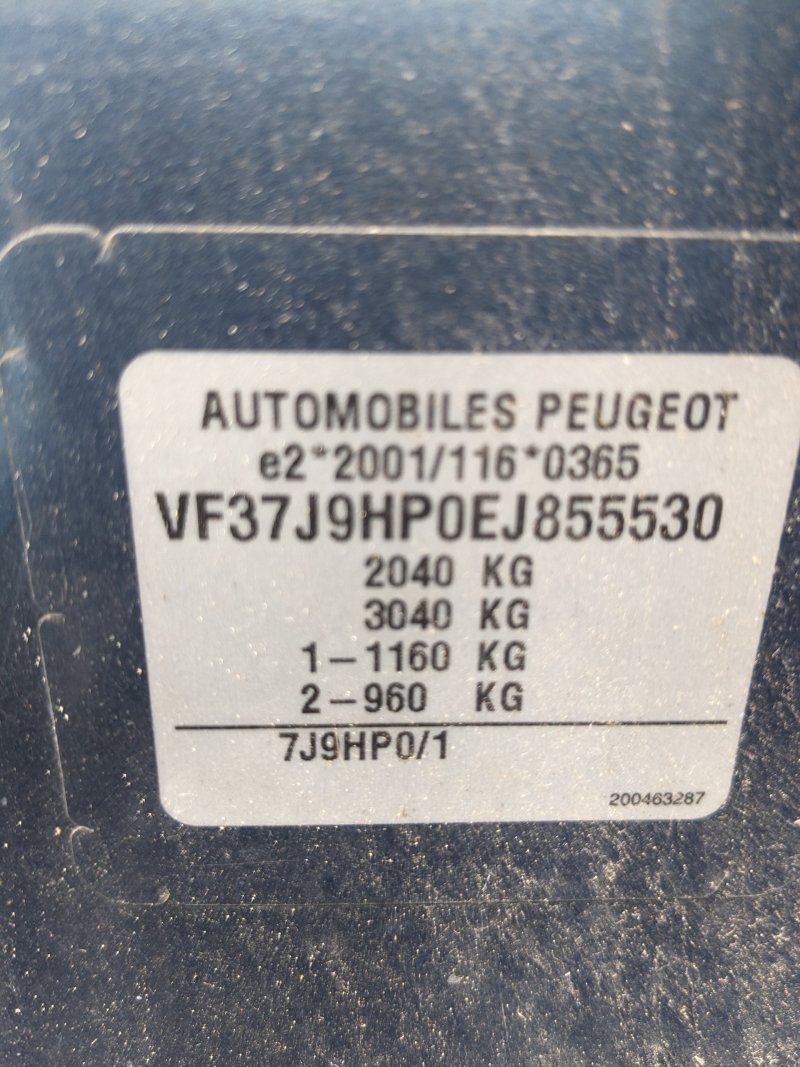 AUTOMOBILES PEUGEOT
e2*2001/116*0365
VF37J9HP0EJ855530
2040 KG
3040 KG
1-1160 KG
2-960 KG
7J9HP0/1
200463287